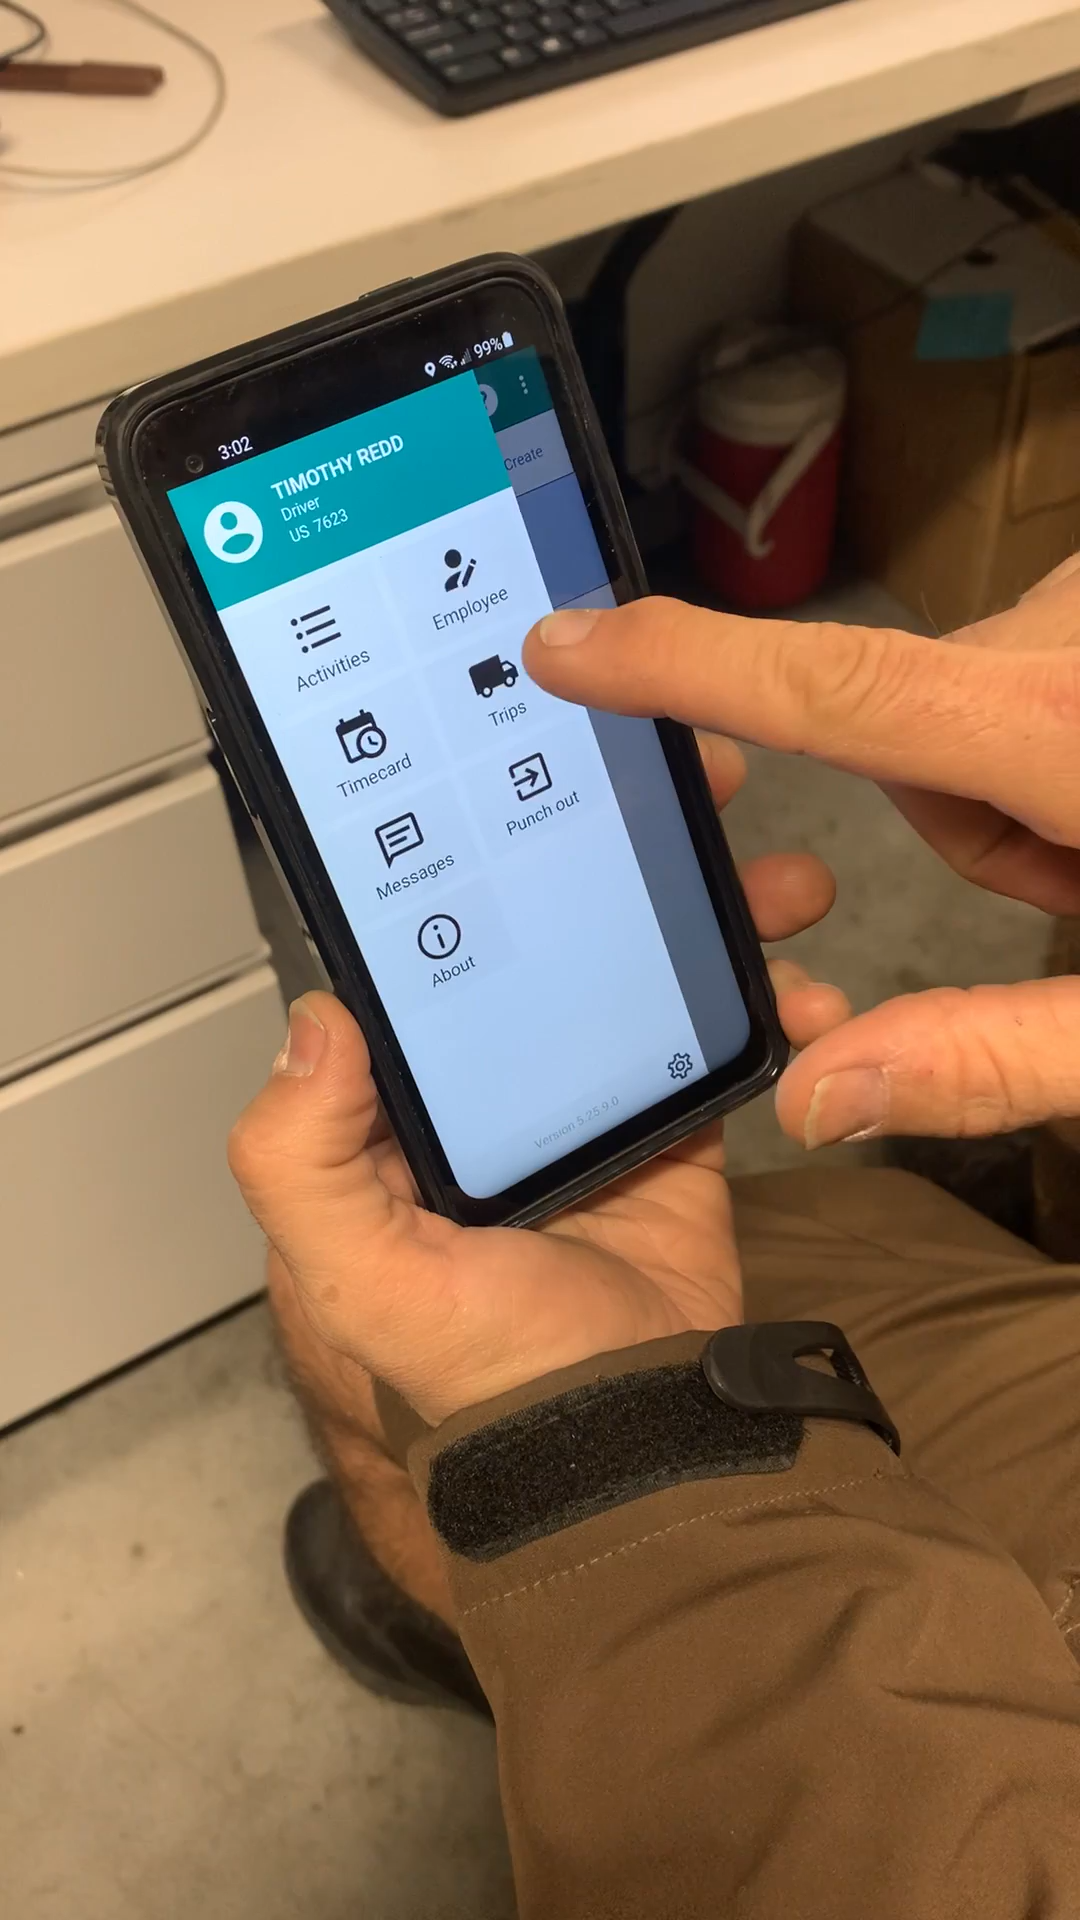 3:02
99%
TIMOTHY REDD
Driver
US 7623
Create
Activities
Employee
Timecard
Trips
Messages
Punch out
About
Version 5.25.9.0